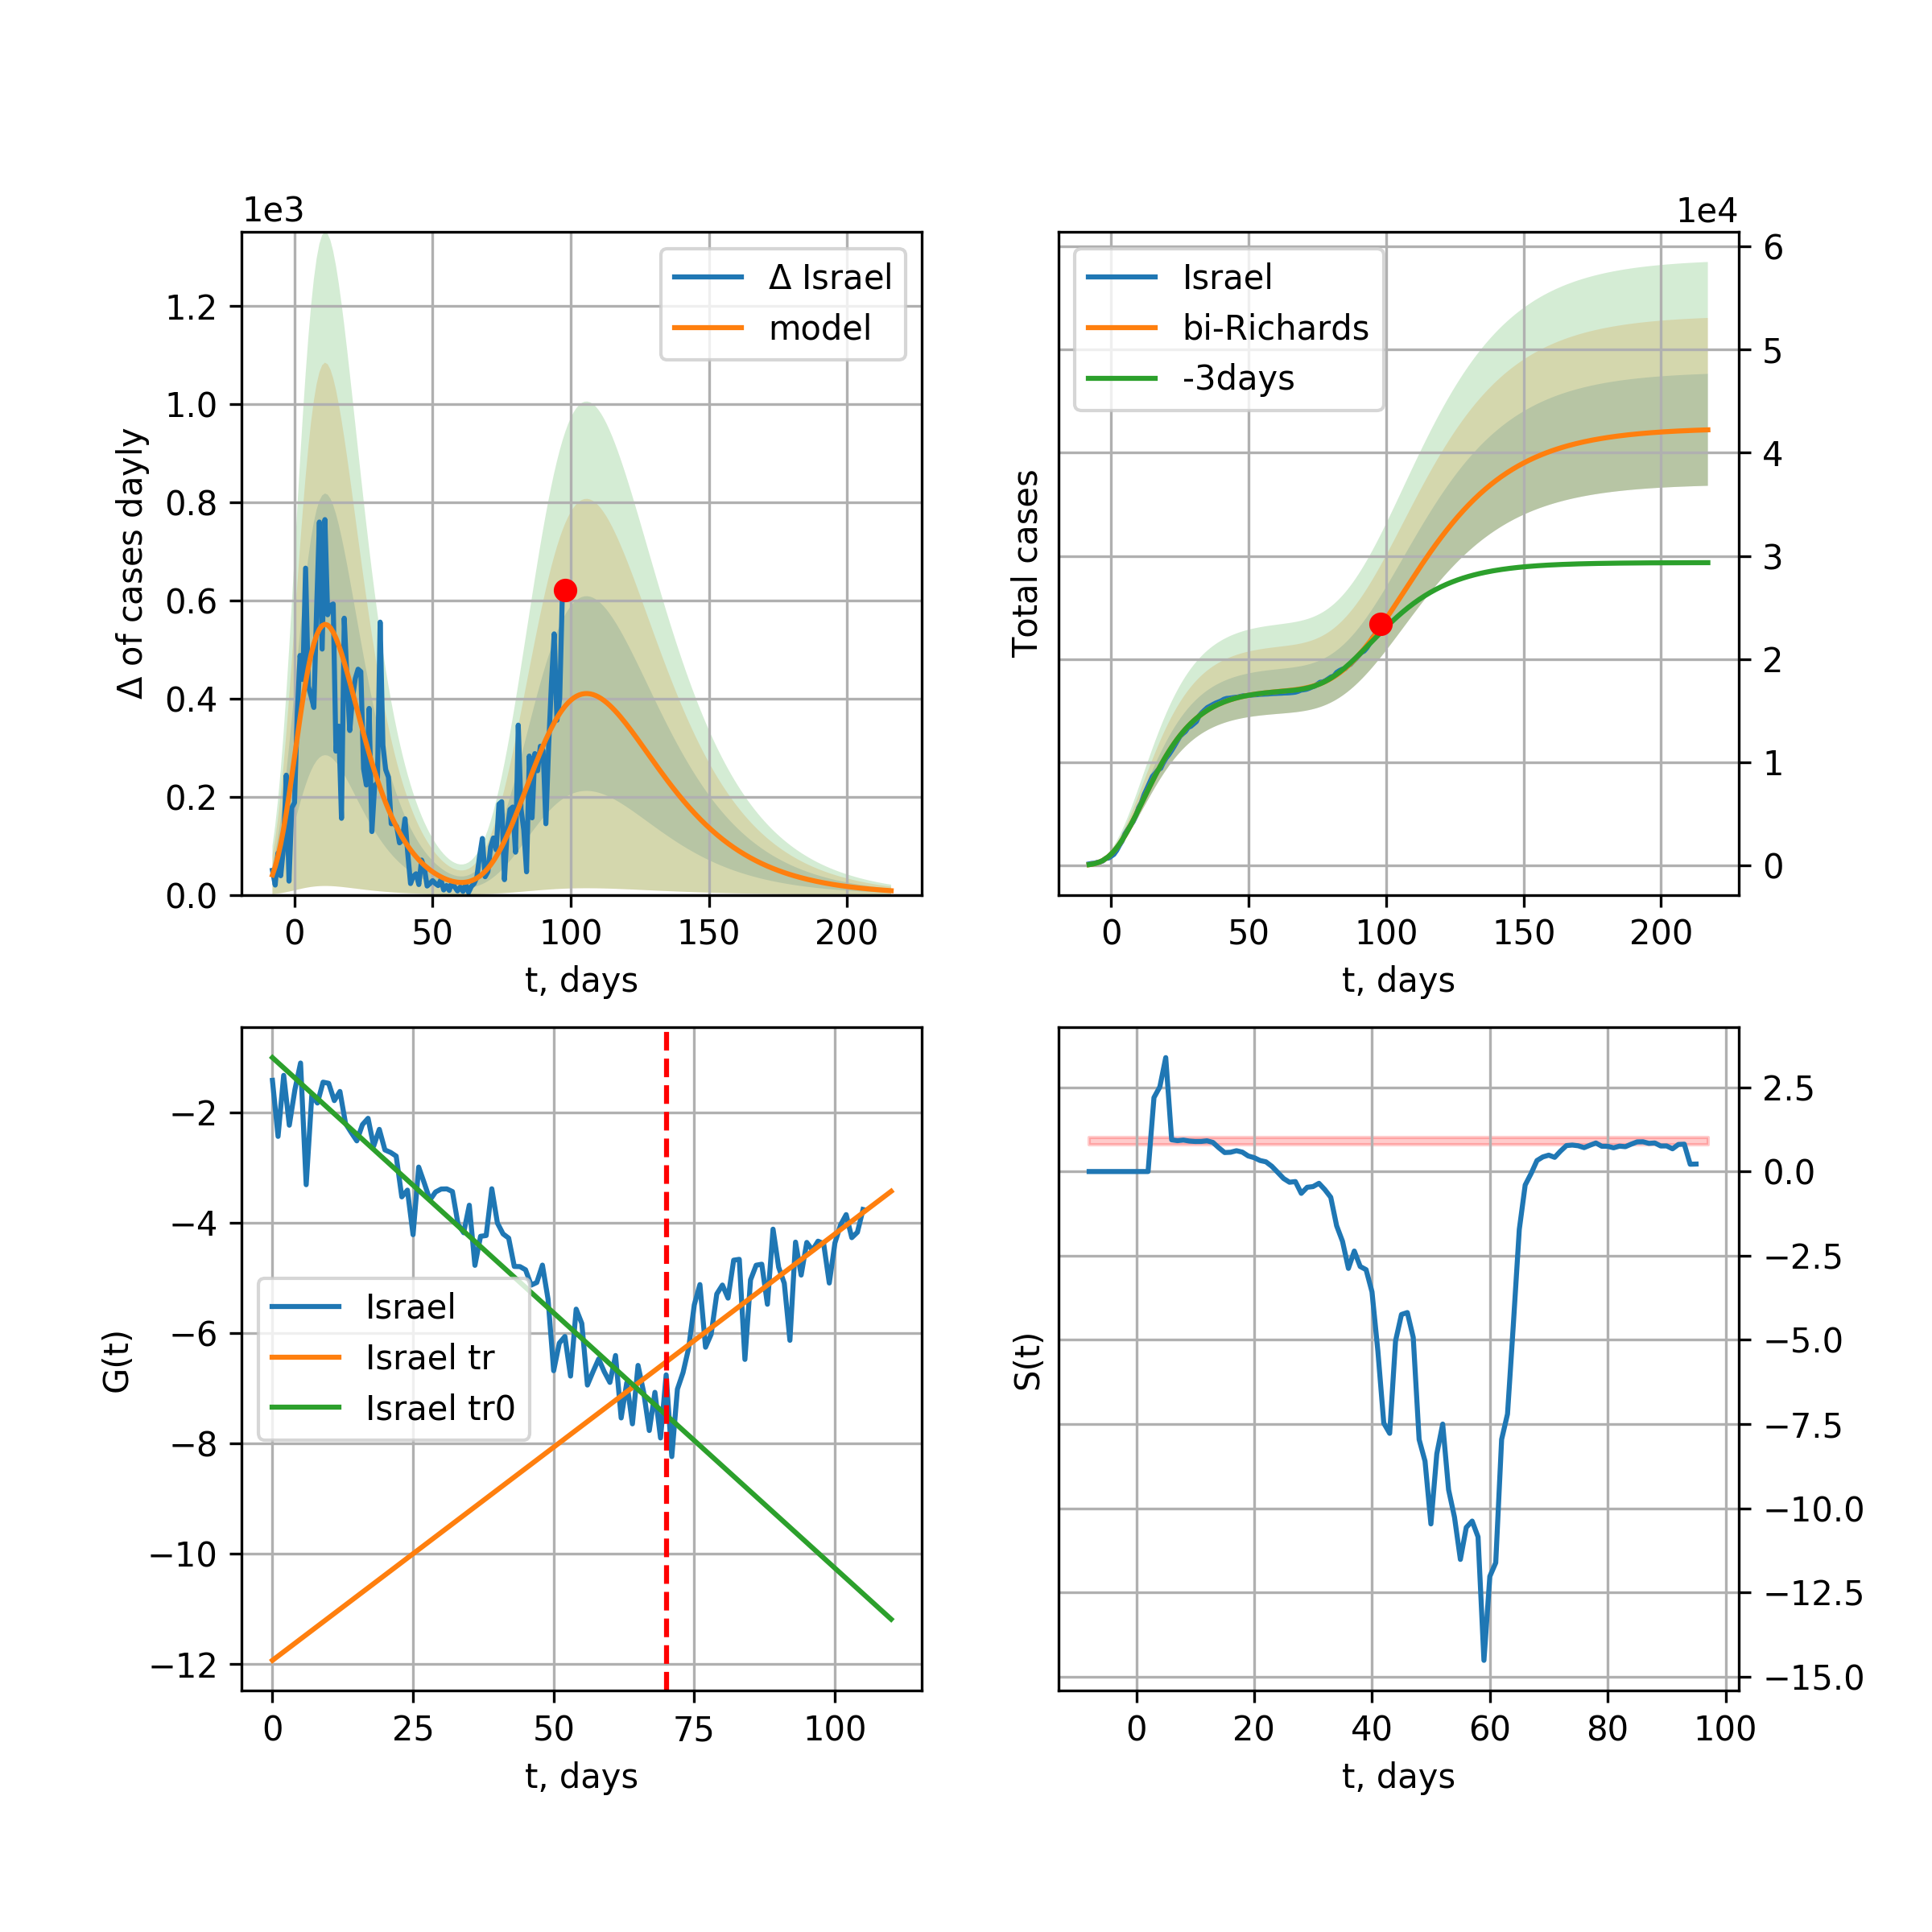 1e3
Δ of cases dayly
1.2
1.0
0.8
0.6
0.4
0.2
0.0
Δ Israel
model
0 50 100 150 200
t, days
1e4
Total cases
Israel
bi-Richards
-3days
6
5
4
3
2
1
0
0 50 100 150 200
t, days
G(t)
−2
−4
−6
−8
−10
−12
Israel
Israel tr
Israel tr0
0 25 50 75 100
t, days
S(t)
2.5
0.0
−2.5
−5.0
−7.5
−10.0
−12.5
−15.0
0 20 40 60 80 100
t, days